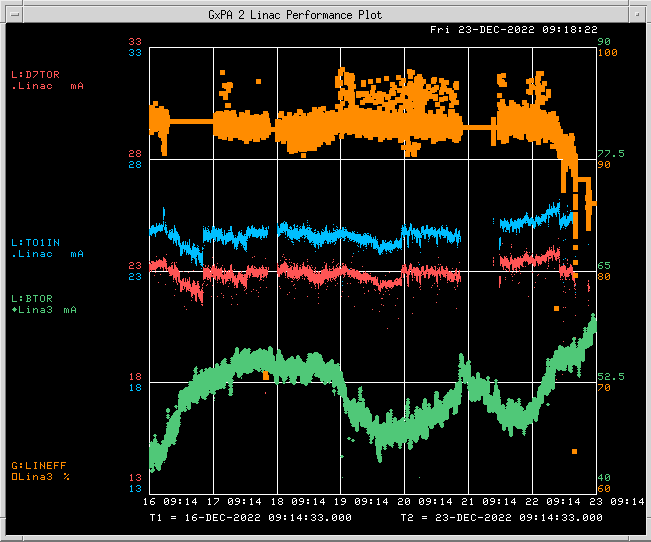 GxPA 2 Linac Performance Plot
Fri 23-DEC-2022 09:18:22
33 90
33 100
L:D7TOR
.Linac mA
28 77.5
28 90
L:TO1IN
.Linac mA
23 65
23 80
L:BTOR
◆Lina3 mA
18 52.5
18 70
G:LINEFF
□Lina3 %
13 40
13 60
16 09:14 17 09:14 18 09:14 19 09:14 20 09:14 21 09:14 22 09:14 23 09:14
T1 = 16-DEC-2022 09:14:33.000 T2 = 23-DEC-2022 09:14:33.000